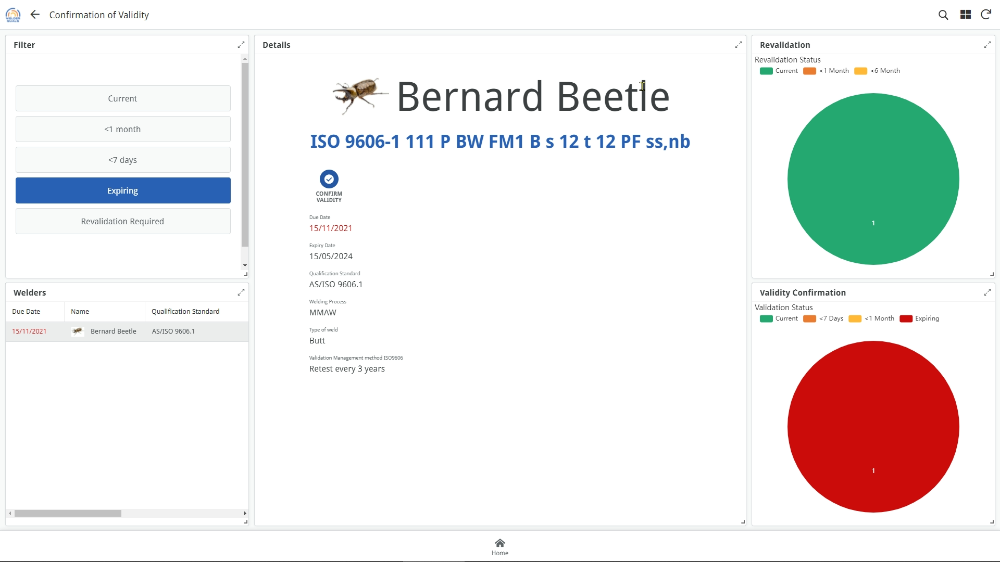 WELDER
QUALS
Confirmation of Validity
Filter
Current
<1 month
<7 days
Expiring
Revalidation Required
Welders
Due Date Name Qualification Standard
15/11/2021 Bernard Beetle AS/ISO 9606.1
Details
Bernard Beetle
ISO 9606-1 111 P BW FM1 B s 12 t 12 PF ss,nb
CONFIRM
VALIDITY
Due Date
15/11/2021
Expiry Date
15/05/2024
Qualification Standard
AS/ISO 9606.1
Welding Process
MMAW
Type of weld
Butt
Validation Management method ISO9606
Retest every 3 years
Revalidation
Revalidation Status
Current <1 Month <6 Month
1
Validity Confirmation
Validation Status
Current <7 Days <1 Month Expiring
1
Home